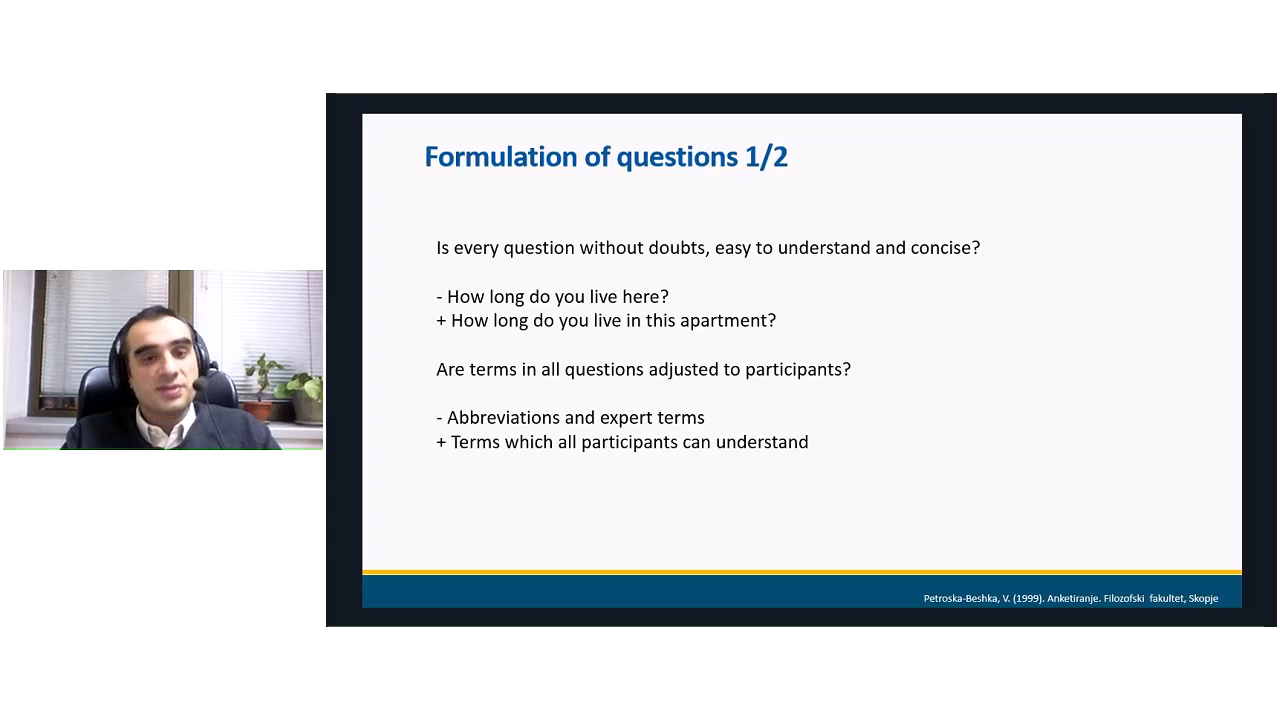 Formulation of questions 1/2
Is every question without doubts, easy to understand and concise?
- How long do you live here?
+ How long do you live in this apartment?
Are terms in all questions adjusted to participants?
- Abbreviations and expert terms
+ Terms which all participants can understand
Petroska-Beshka, V. (1999). Anketiranje. Filozofski fakultet, Skopje